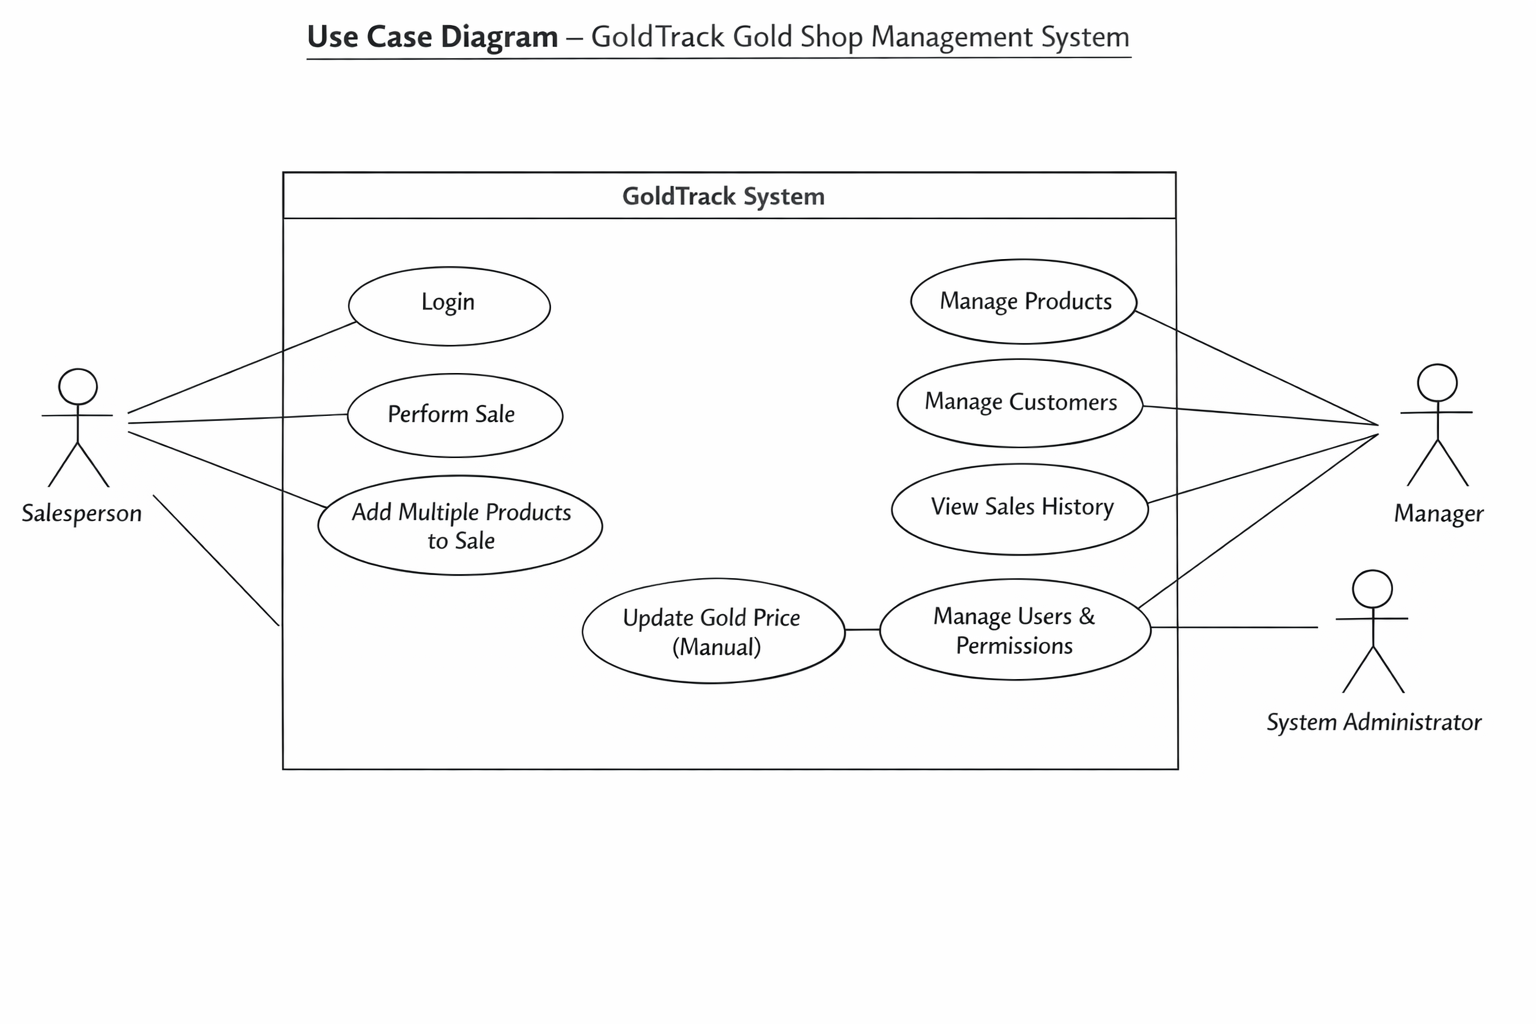 Use Case Diagram – GoldTrack Gold Shop Management System
GoldTrack System
Login
Perform Sale
Add Multiple Products
to Sale
Update Gold Price
(Manual)
Manage Products
Manage Customers
View Sales History
Manage Users &
Permissions
Salesperson
Manager
System Administrator